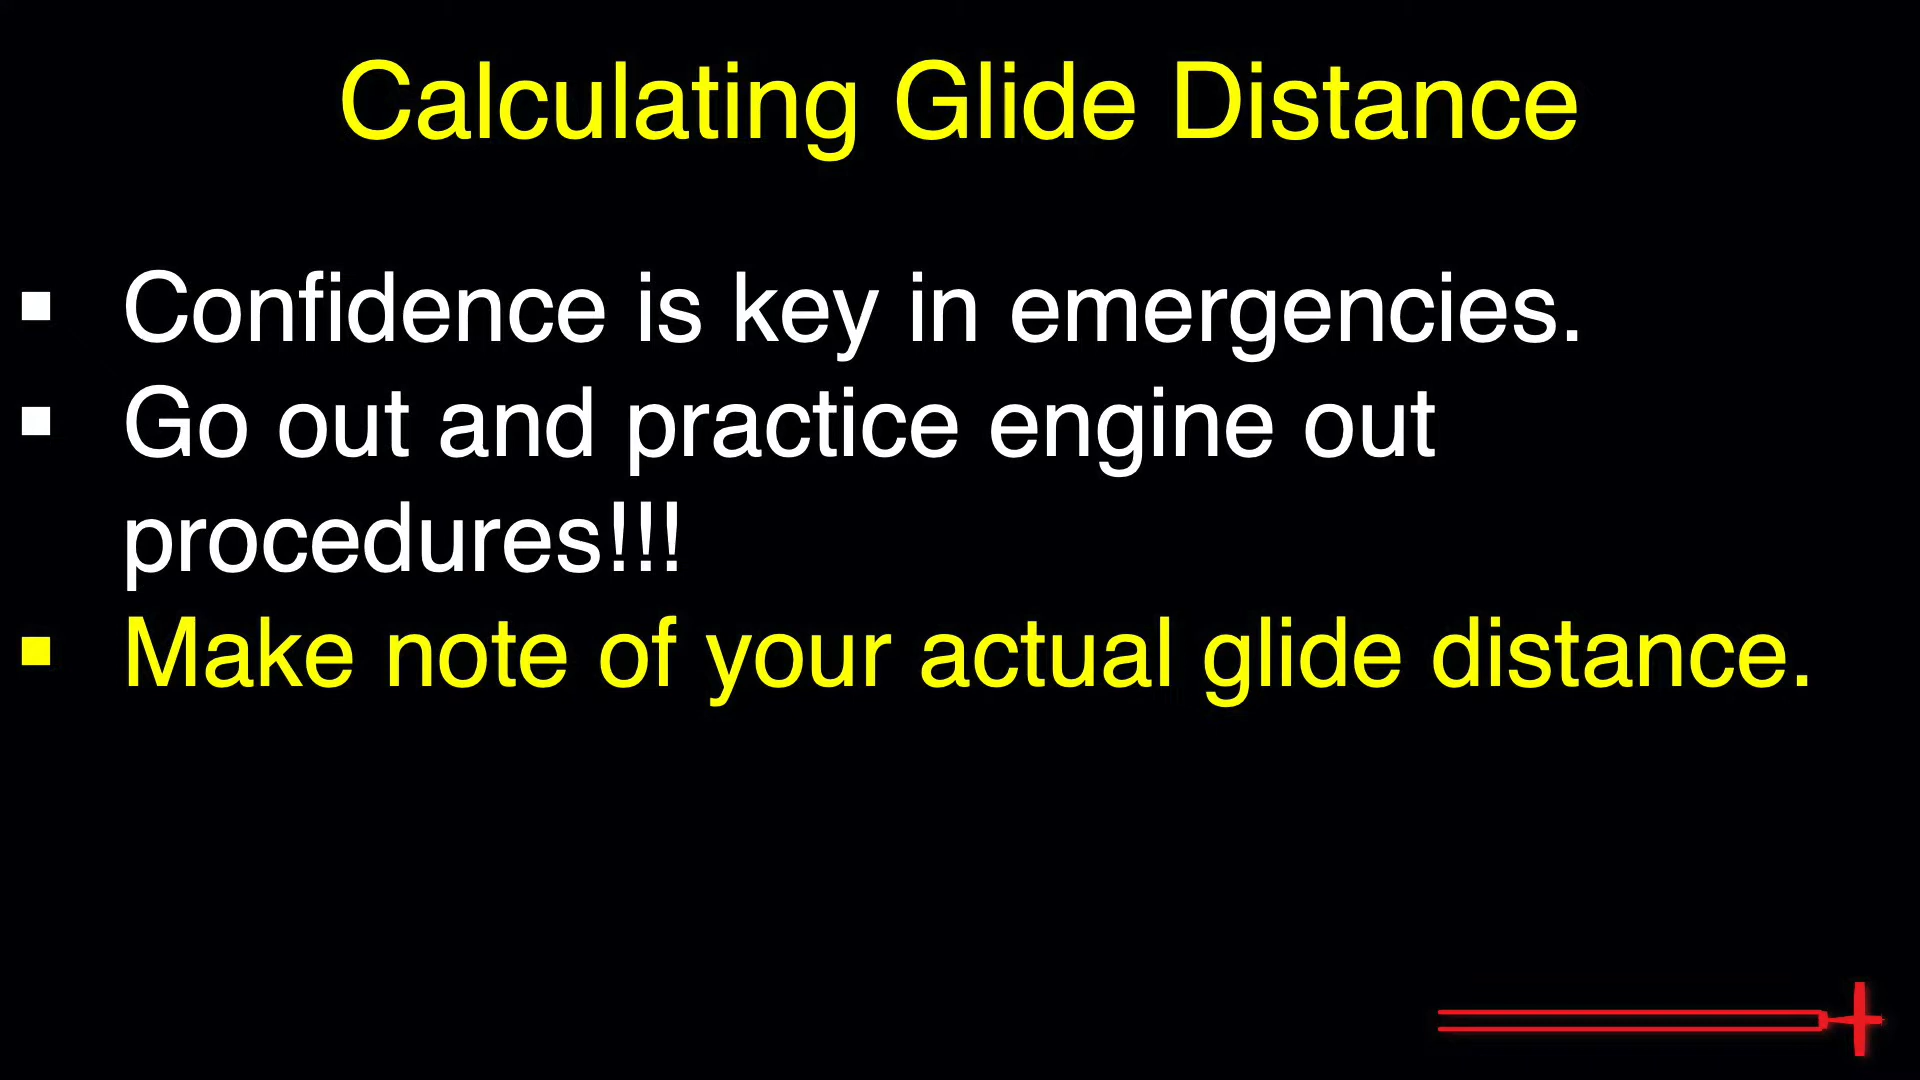 Calculating Glide Distance
▪ Confidence is key in emergencies.
▪ Go out and practice engine out
procedures!!!
▪ Make note of your actual glide distance.